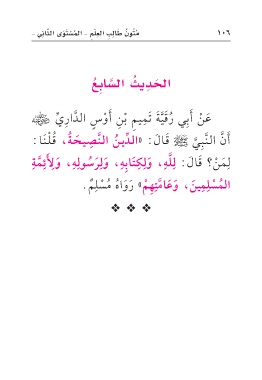 ١٠٦ مُتُونُ طَالِبِ العِلْمِ - المُسْتَوَى الثَّانِي -
الحَدِيثُ السَّابِعُ
عَنْ أَبِي رُقَيَّةَ تَمِيمِ بْنِ أَوْسٍ الدَّارِيِّ ﷺ
أَنَّ النَّبِيَّ ﷺ قَالَ: «الدِّينُ النَّصِيحَةُ، قُلْنَا:
لِمَنْ؟ قَالَ: لِلَّهِ، وَلِكِتَابِهِ، وَلِرَسُولِهِ، وَلِأَئِمَّةِ
المُسْلِمِينَ، وَعَامَّتِهِمْ» رَوَاهُ مُسْلِمٌ.